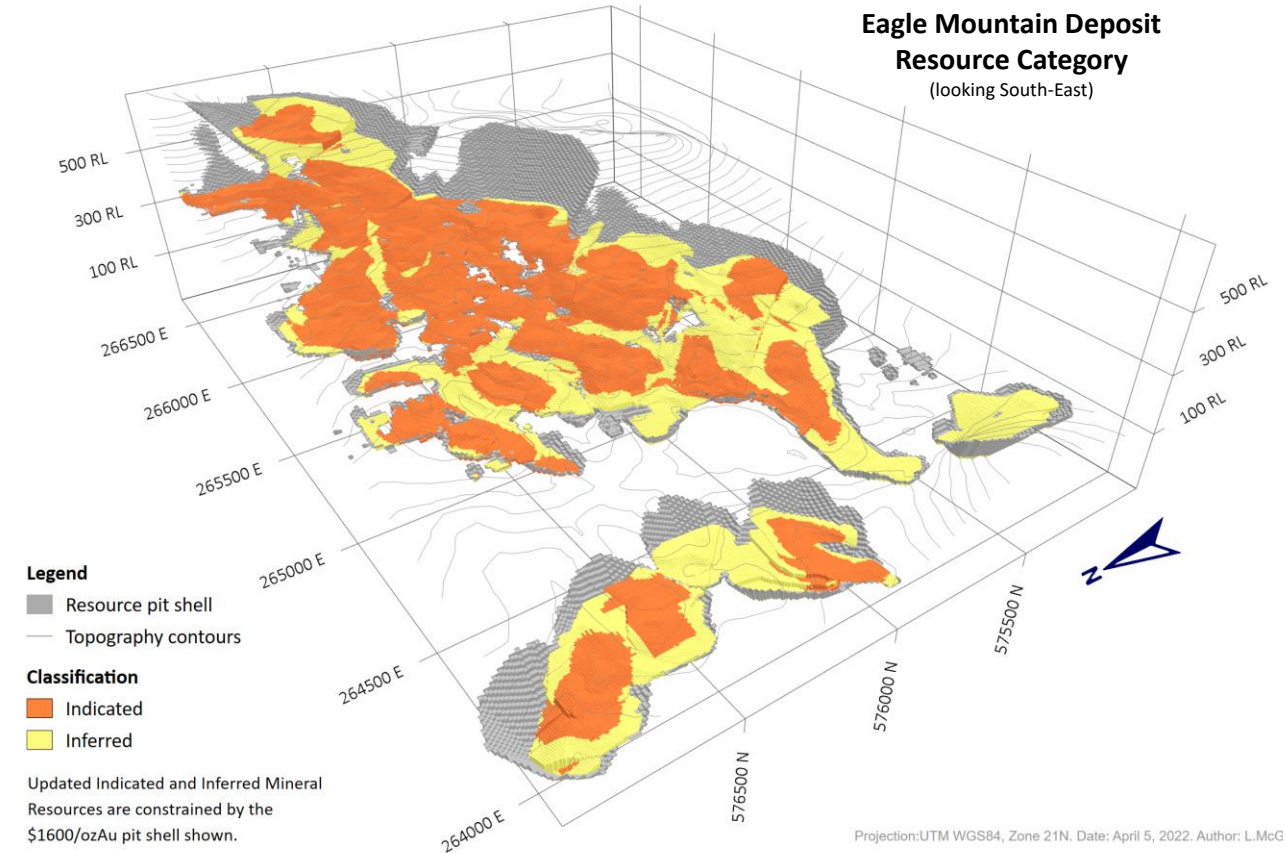 Eagle Mountain Deposit
Resource Category
(looking South-East)
500 RL
300 RL
100 RL
266500 E
266000 E
265500 E
265000 E
264500 E
264000 E
500 RL
300 RL
100 RL
N
575500 N
576000 N
576500 N
Legend
Resource pit shell
Topography contours
Classification
Indicated
Inferred
Updated Indicated and Inferred Mineral
Resources are constrained by the
$1600/ozAu pit shell shown.
Projection:UTM WGS84, Zone 21N. Date: April 5, 2022. Author: L.McG